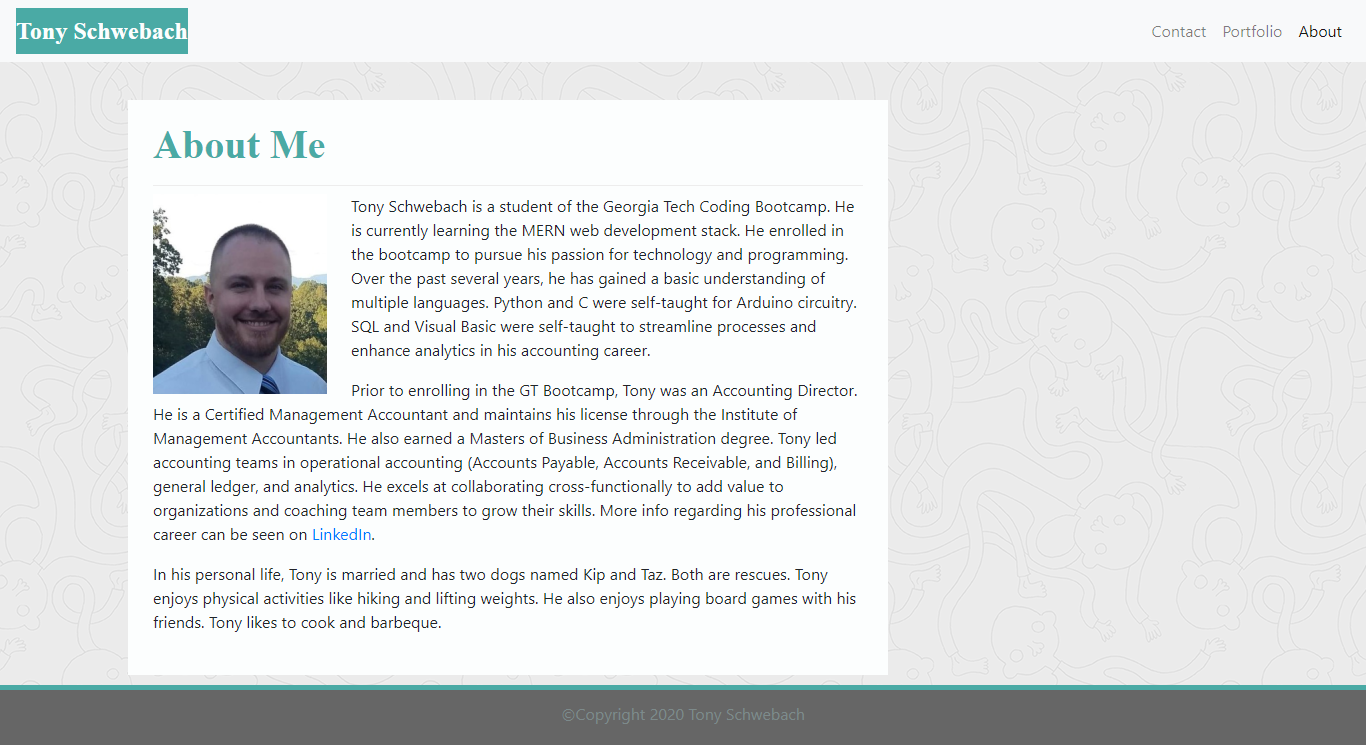 Tony Schwebach
Contact Portfolio About
About Me
Tony Schwebach is a student of the Georgia Tech Coding Bootcamp. He
is currently learning the MERN web development stack. He enrolled in
the bootcamp to pursue his passion for technology and programming.
Over the past several years, he has gained a basic understanding of
multiple languages. Python and C were self-taught for Arduino circuitry.
SQL and Visual Basic were self-taught to streamline processes and
enhance analytics in his accounting career.
Prior to enrolling in the GT Bootcamp, Tony was an Accounting Director.
He is a Certified Management Accountant and maintains his license through the Institute of
Management Accountants. He also earned a Masters of Business Administration degree. Tony led
accounting teams in operational accounting (Accounts Payable, Accounts Receivable, and Billing),
general ledger, and analytics. He excels at collaborating cross-functionally to add value to
organizations and coaching team members to grow their skills. More info regarding his professional
career can be seen on LinkedIn.
In his personal life, Tony is married and has two dogs named Kip and Taz. Both are rescues. Tony
enjoys physical activities like hiking and lifting weights. He also enjoys playing board games with his
friends. Tony likes to cook and barbeque.
©Copyright 2020 Tony Schwebach